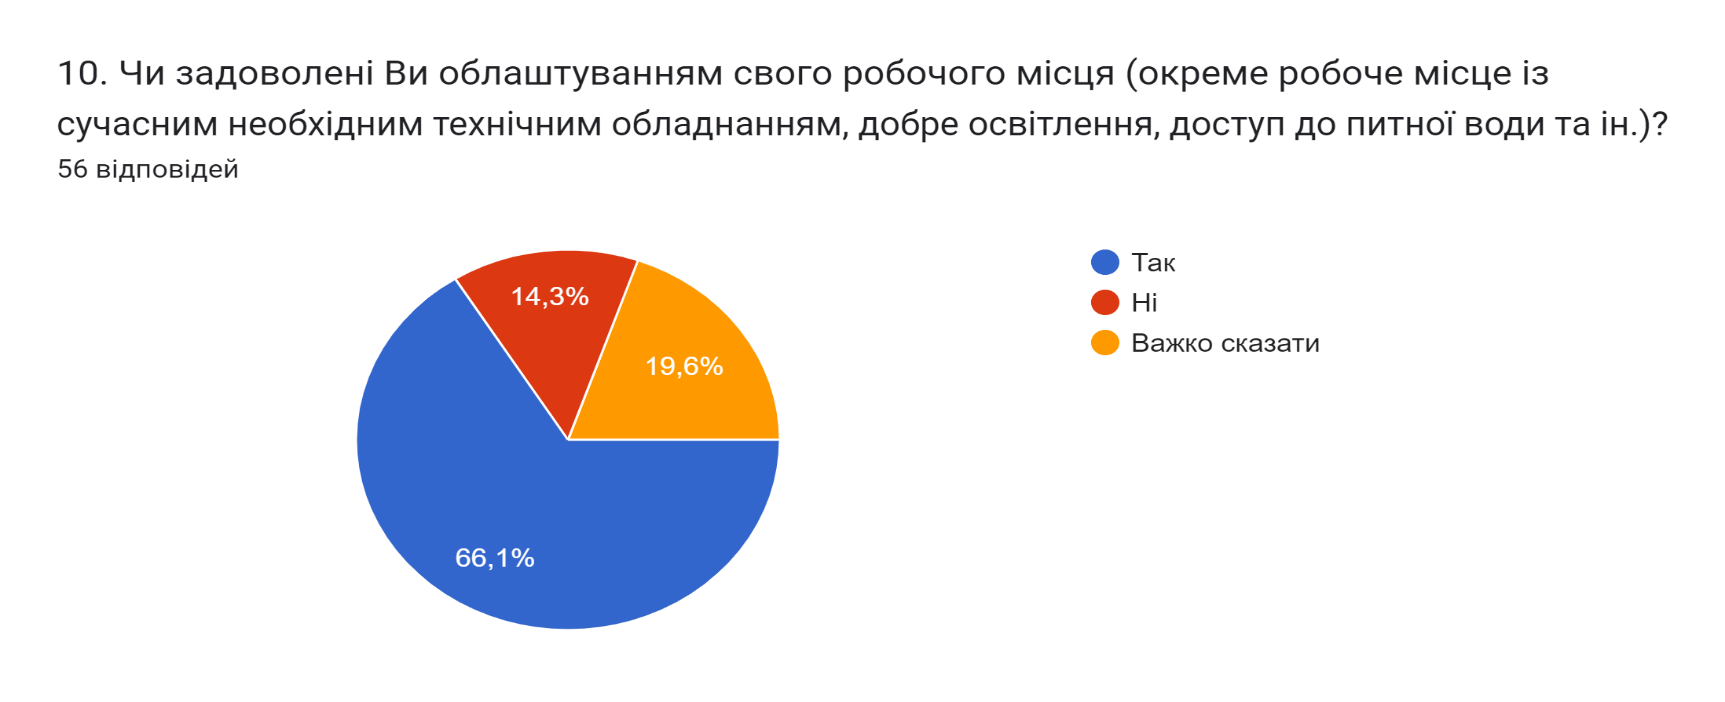 10. Чи задоволені Ви облаштуванням свого робочого місця (окреме робоче місце із
сучасним необхідним технічним обладнанням, добре освітлення, доступ до питної води та ін.)?
56 відповідей
Так
Ні
Важко сказати
14,3%
19,6%
66,1%